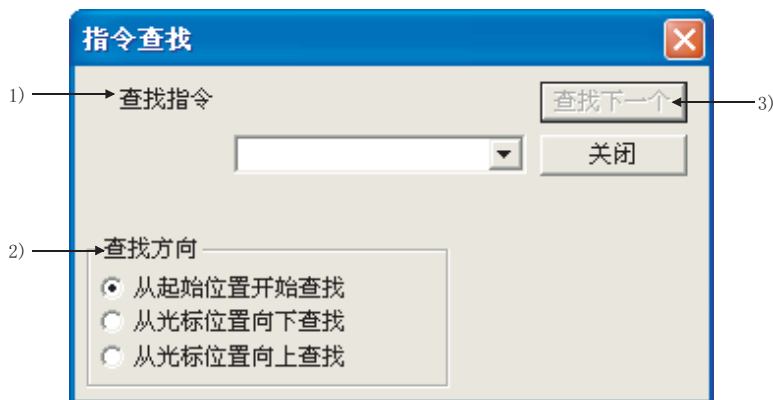 指令查找
1)
查找指令
查找下一个
3)
关闭
2)
查找方向
从起始位置开始查找
从光标位置向下查找
从光标位置向上查找